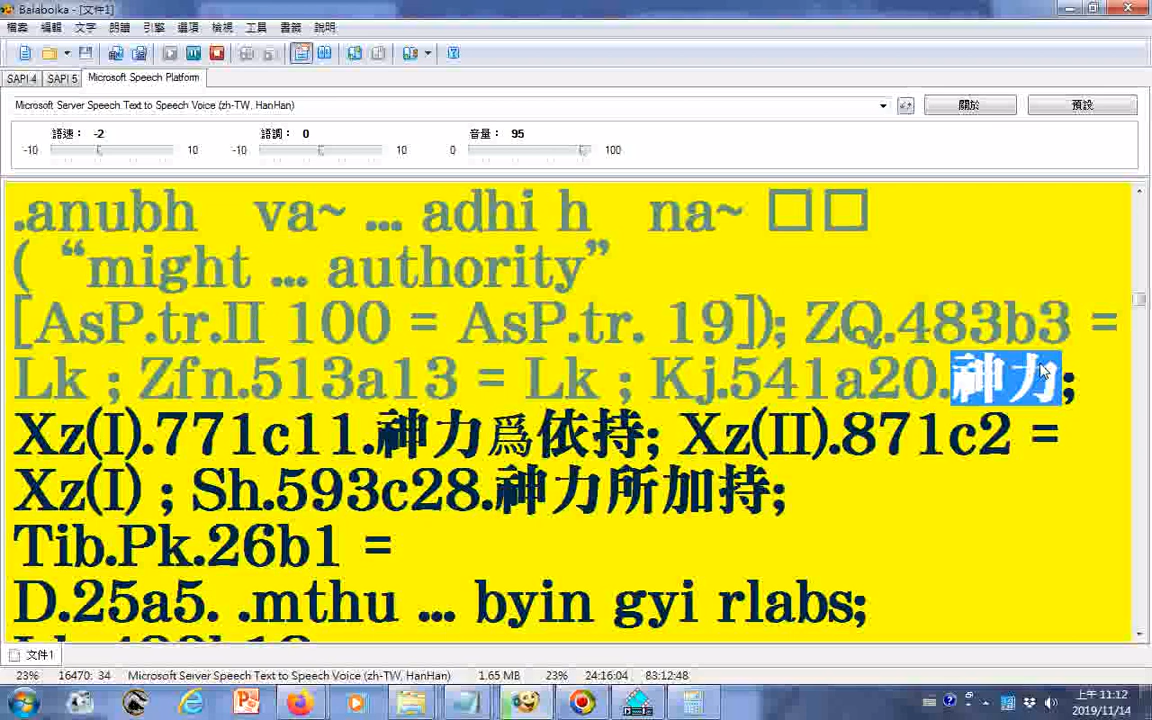 Balabolka - [文件1]
檔案 編輯 文字 朗讀 引擎 選項 檢視 工具 書籤 說明
SAPI 4 SAPI 5 Microsoft Speech Platform
Microsoft Server Speech Text to Speech Voice (zh-TW, HanHan) 關於 預設
語速： -2 語調： 0 音量： 95
-10 10 -10 10 0 100
.anubh va~ ... adhi h na~ □□
( “might ... authority”
[AsP.tr.II 100 = AsP.tr. 19]); ZQ.483b3 =
Lk ; Zfn.513a13 = Lk ; Kj.541a20.神力;
Xz(I).771c11.神力爲依持; Xz(II).871c2 =
Xz(I) ; Sh.593c28.神力所加持;
Tib.Pk.26b1 =
D.25a5. .mthu ... byin gyi rlabs;
文件1
23% 16470: 34 Microsoft Server Speech Text to Speech Voice (zh-TW, HanHan) 1.65 MB 23% 24:16:04 83:12:48
上午 11:12
2019/11/14